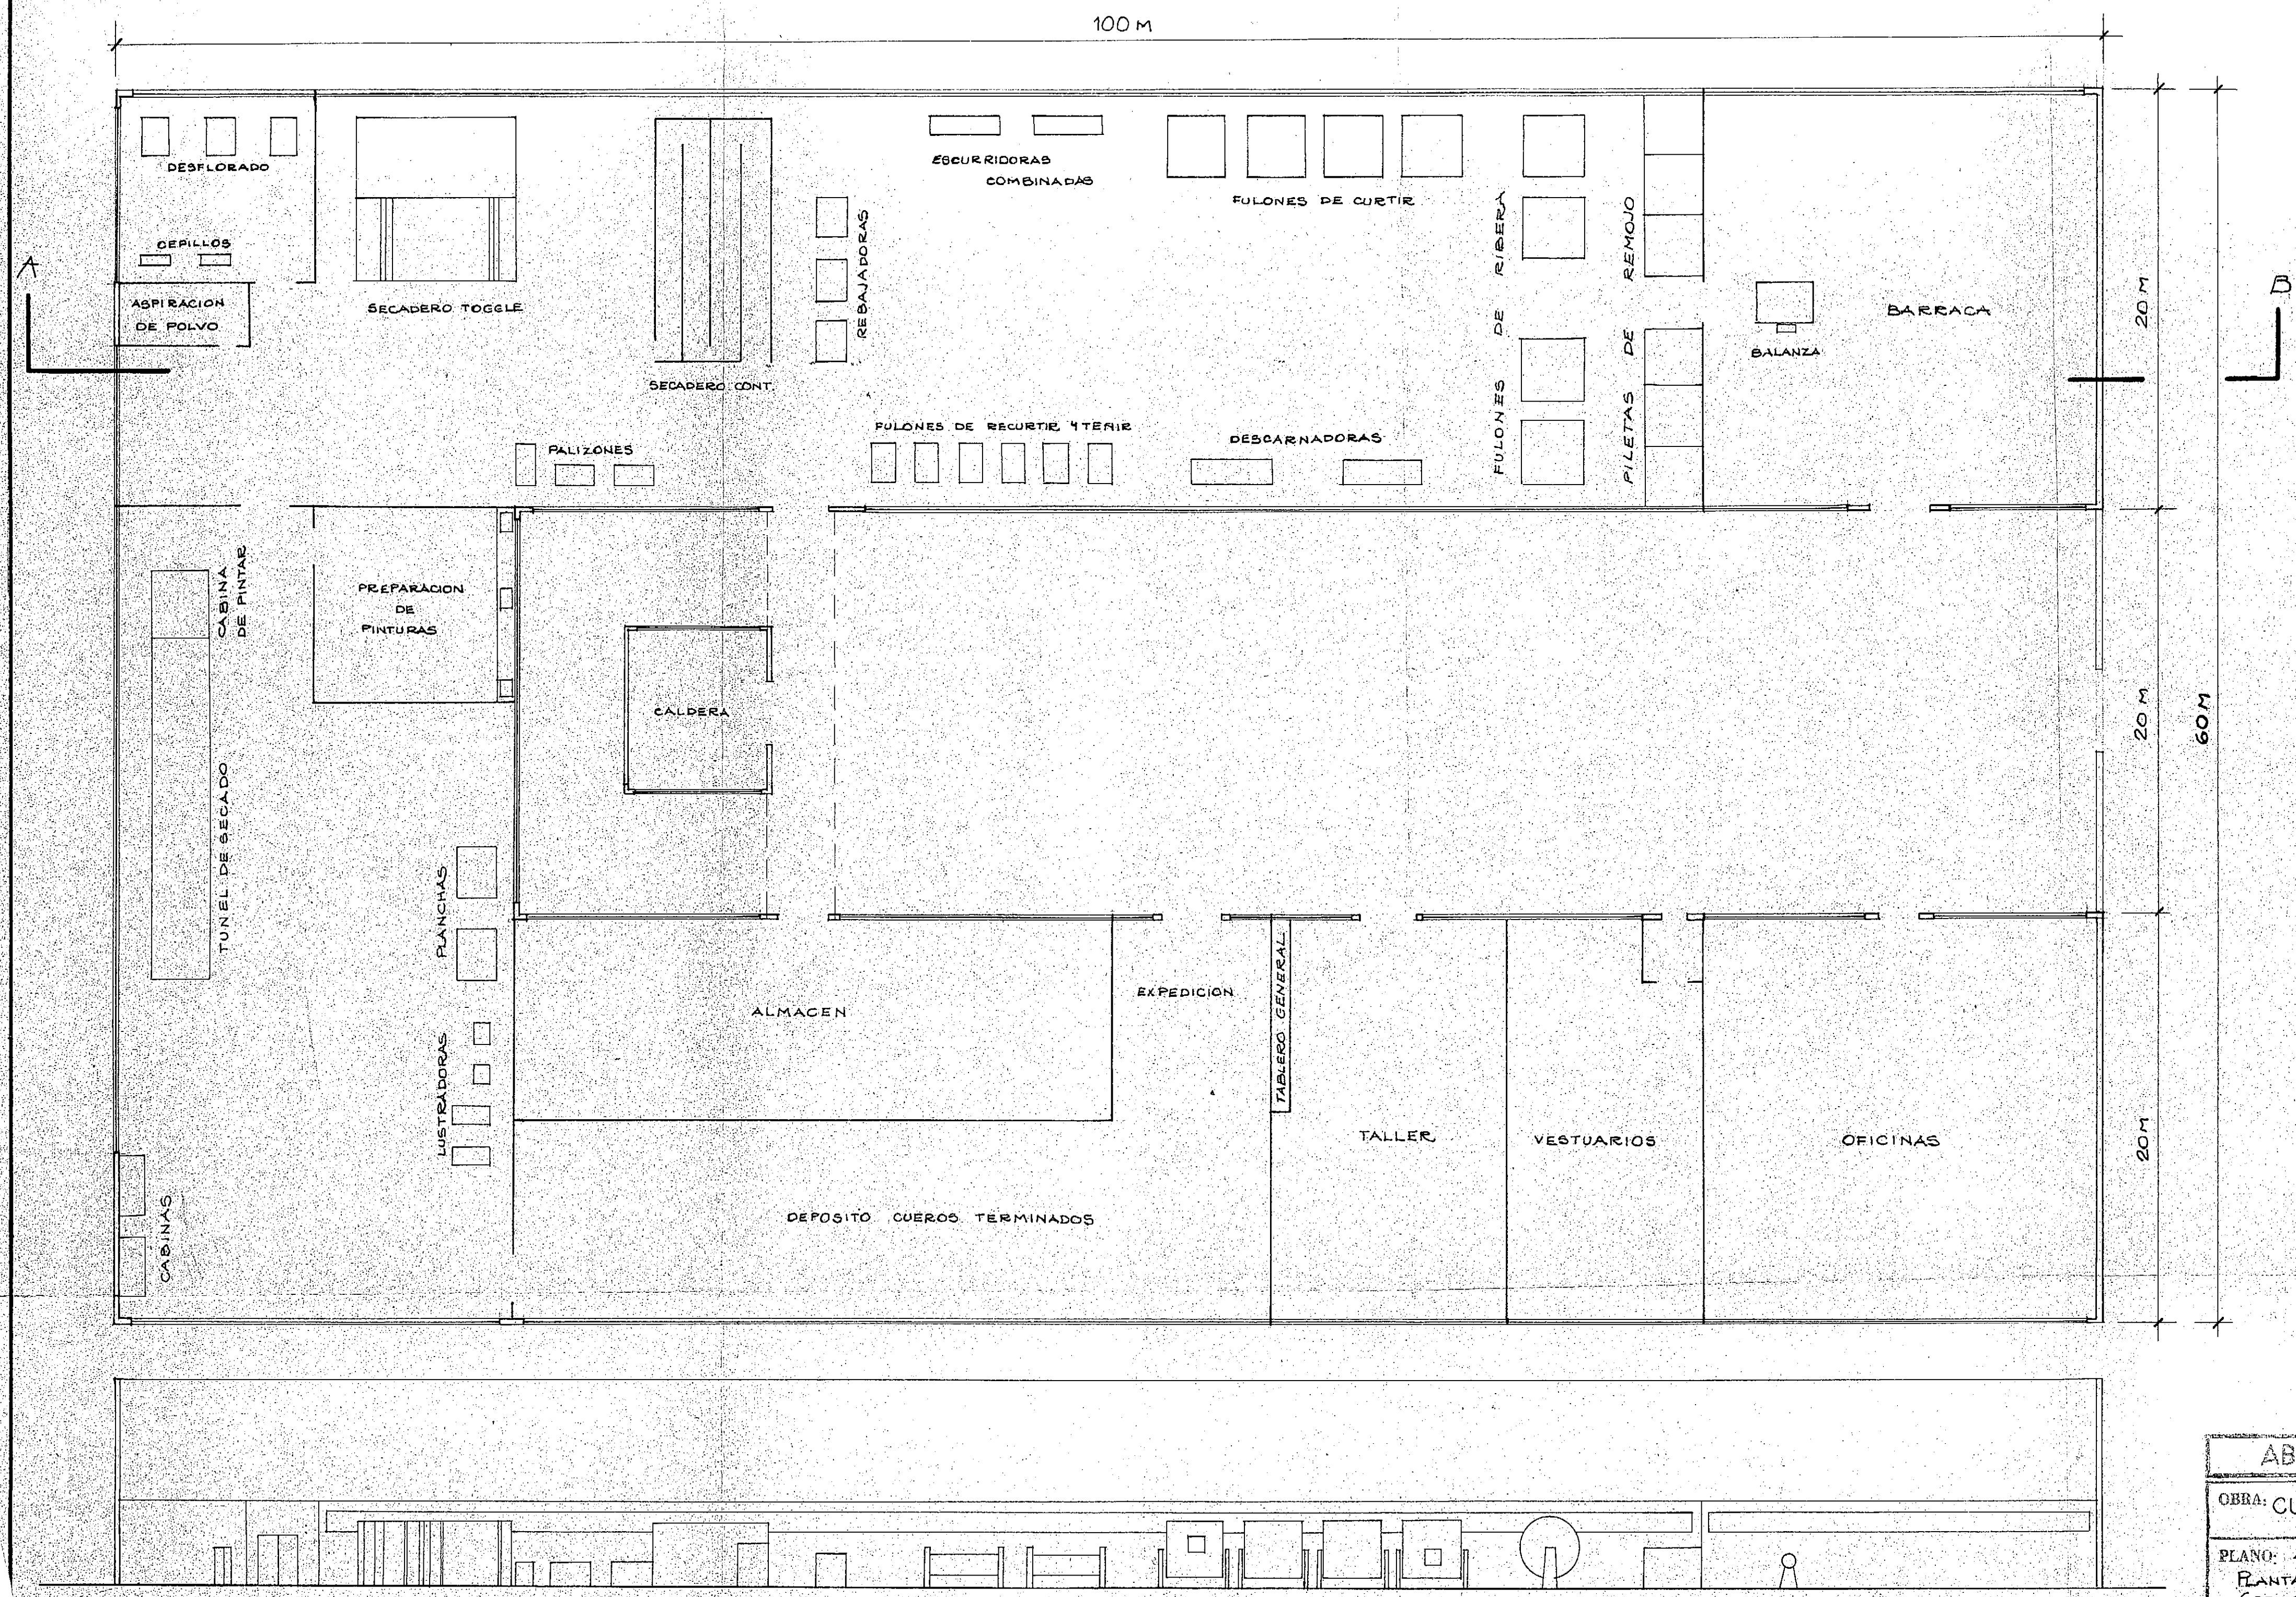 100 M
DESFLORADO
CEPILLOS
ASPIRACION
DE POLVO
SECADERO TOGGLE
SECADERO CONT.
REBAJADORAS
ESCURRIDORAS
COMBINADAS
FULONES DE CURTIR
FULONES DE RIBERA
PILETAS DE REMOJO
BALANZA
BARRACA
A
B
20 M
PALIZONES
FULONES DE RECURTIR Y TEÑIR
DESCARNADORAS
CABINA
DE PINTAR
PREPARACION
DE
PINTURAS
CALDERA
20 M
60 M
TUNEL DE SECADO
PLANCHAS
LUSTRADORAS
CABINAS
ALMACEN
EXPEDICION
TABLERO GENERAL
TALLER
VESTUARIOS
OFICINAS
20 M
DEPOSITO CUEROS TERMINADOS
AB
OBRA: CU
PLANO:
PLANTA